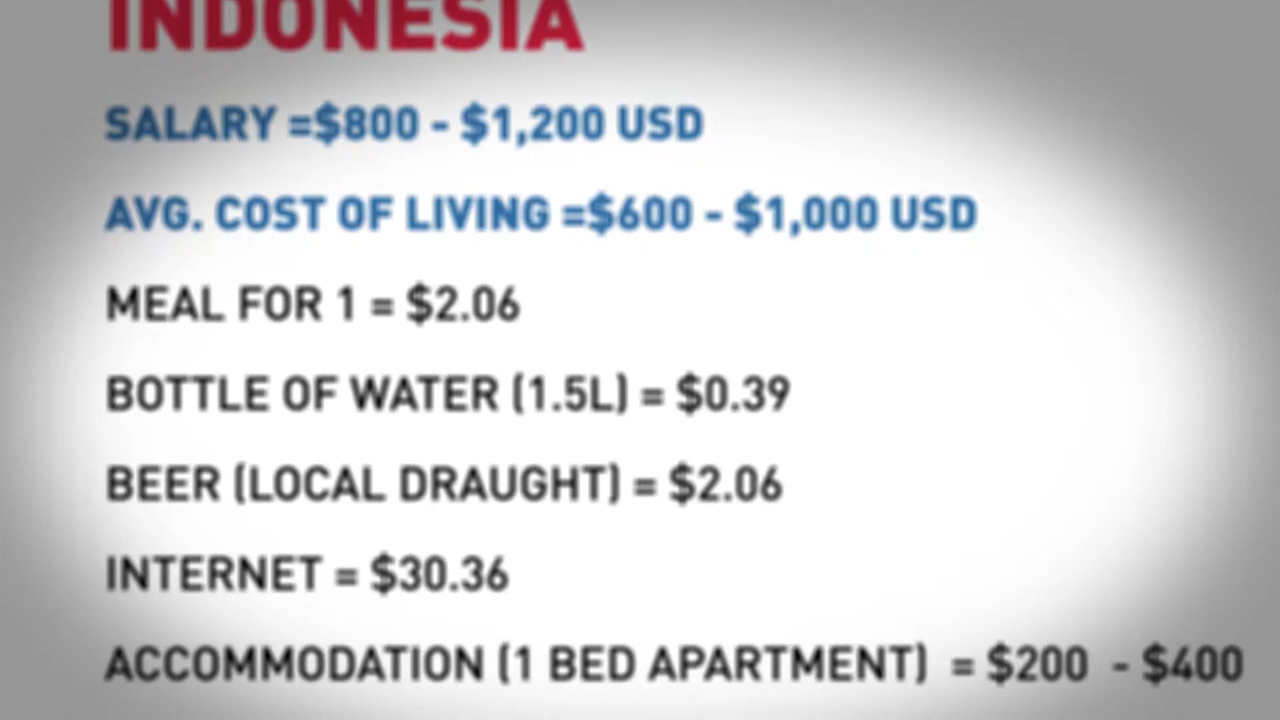 INDONESIA
SALARY =$800 - $1,200 USD
AVG. COST OF LIVING =$600 - $1,000 USD
MEAL FOR 1 = $2.06
BOTTLE OF WATER (1.5L) = $0.39
BEER (LOCAL DRAUGHT) = $2.06
INTERNET = $30.36
ACCOMMODATION (1 BED APARTMENT) = $200 - $400